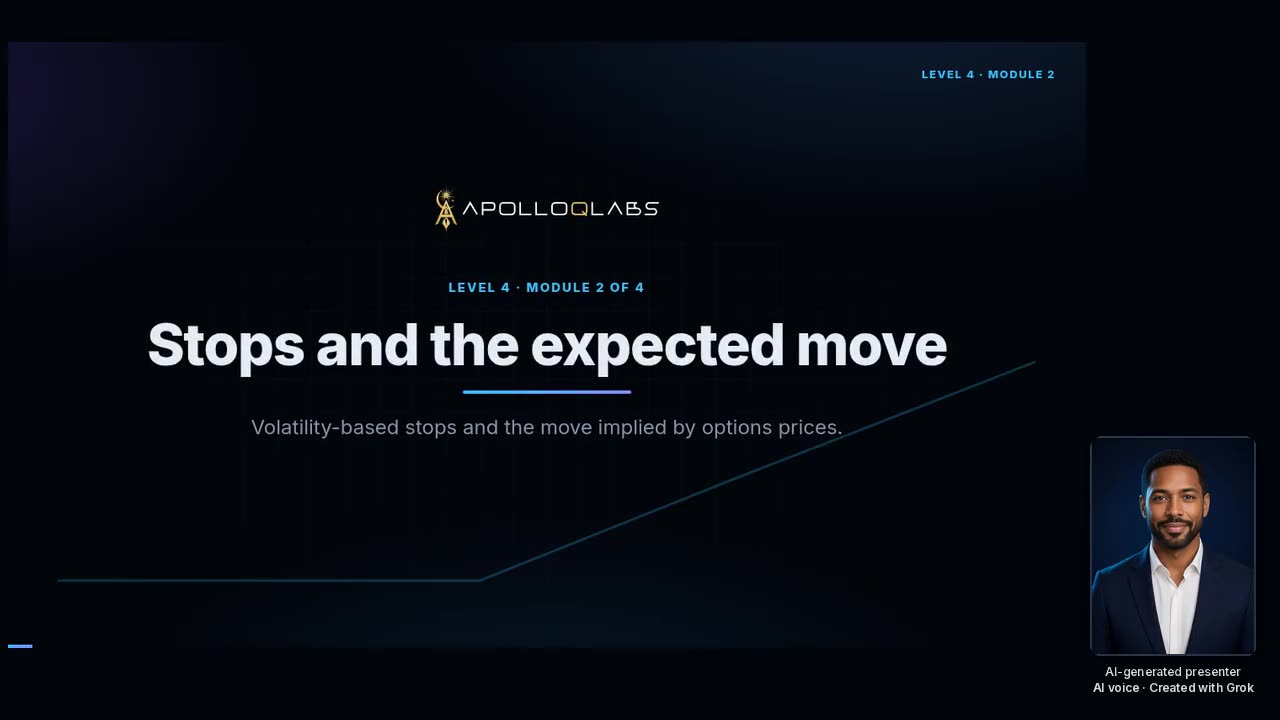 LEVEL 4 · MODULE 2
APOLLOQLABS
LEVEL 4 · MODULE 2 OF 4
Stops and the expected move
Volatility-based stops and the move implied by options prices.
AI-generated presenter
AI voice · Created with Grok